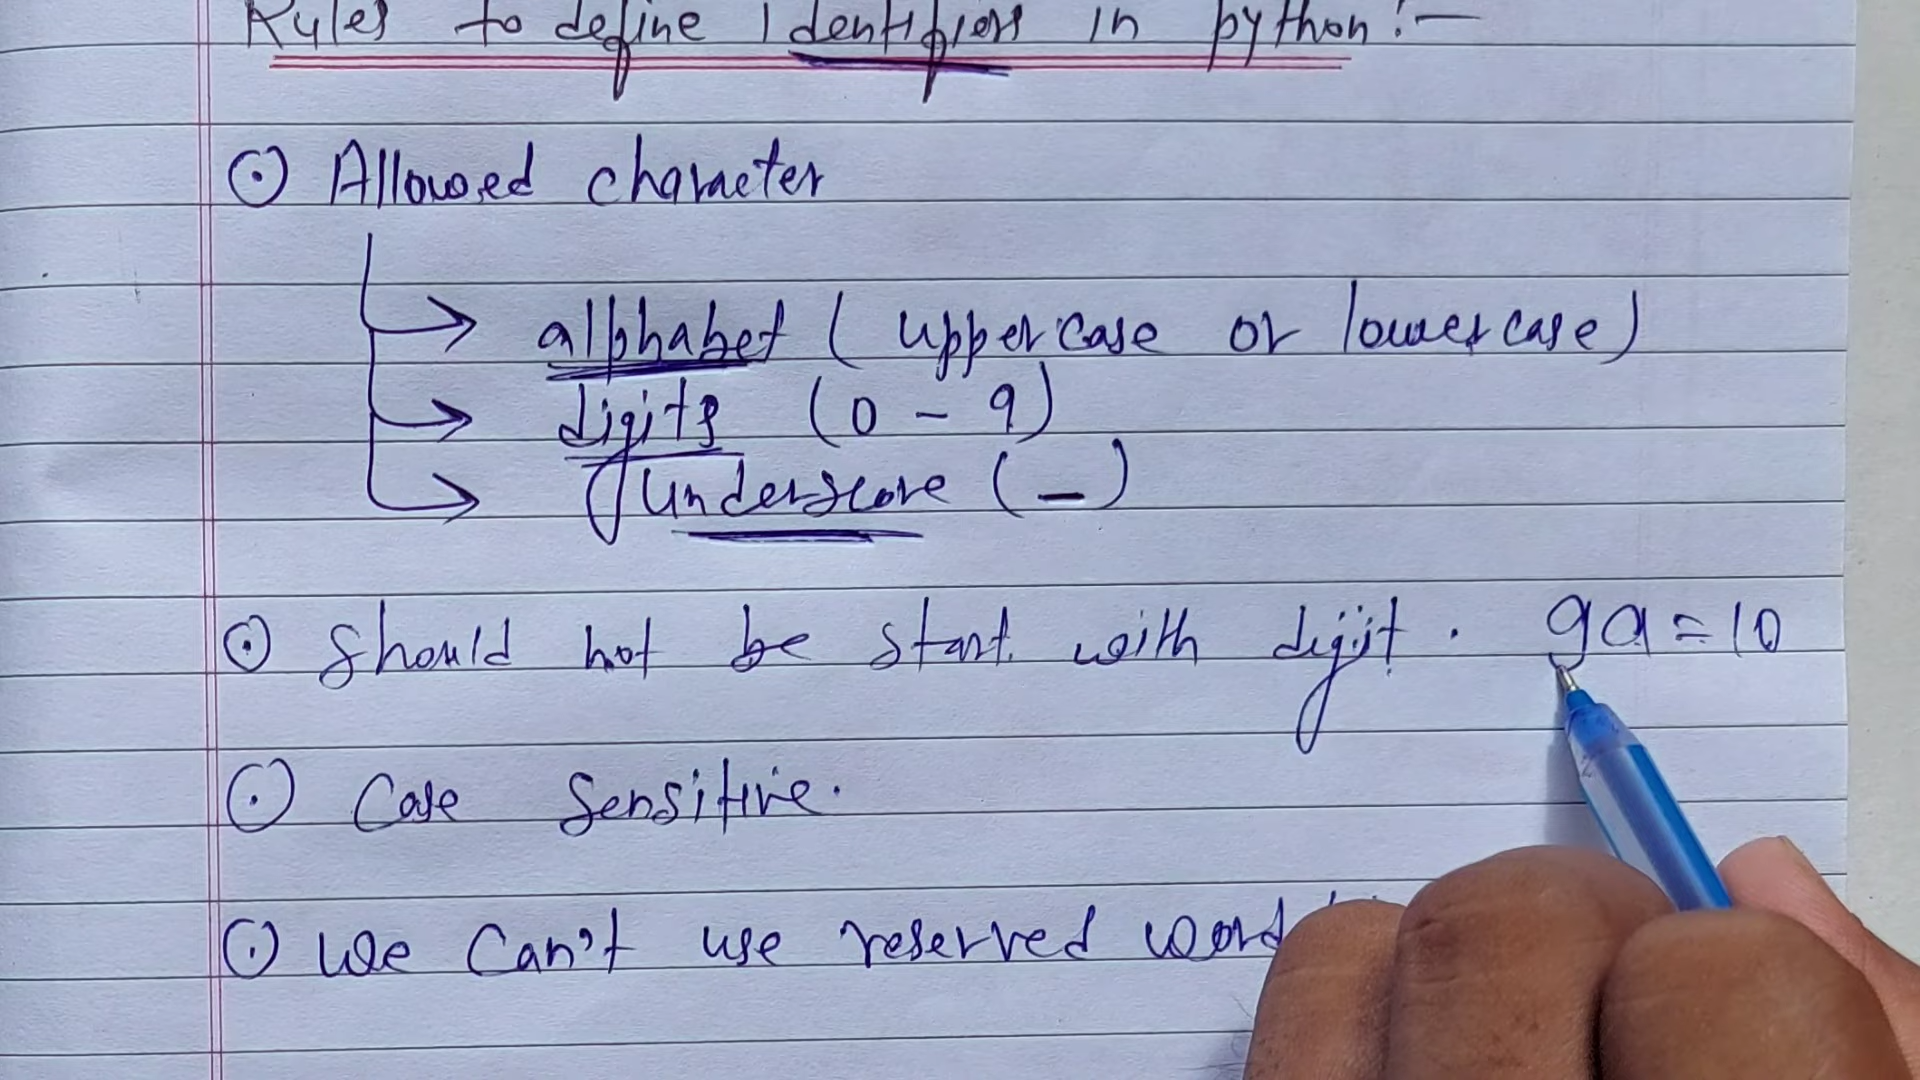 Rules to define Identifiers in python :-
Allowed character
alphabet ( uppercase or lowercase)
digits (0 - 9)
underscore ( _ )
Should not be start with digit. 9a = 10
Case Sensitive.
We Can't use reserved word